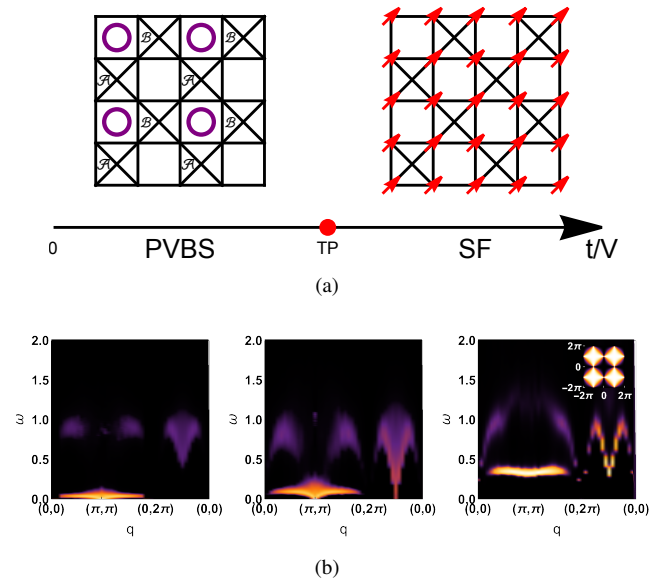 ℬ ℬ
𝒜 𝒜
ℬ ℬ
𝒜 𝒜
0 PVBS TP SF t/V
(a)
2.0 2.0 2.0
2π
0
-2π
-2π 0 2π
1.5 1.5 1.5
ω ω ω
1.0 1.0 1.0
0.5 0.5 0.5
0.0 0.0 0.0
(0,0) (π,π) (0,2π) (0,0) (0,0) (π,π) (0,2π) (0,0) (0,0) (π,π) (0,2π) (0,0)
q q q
(b)